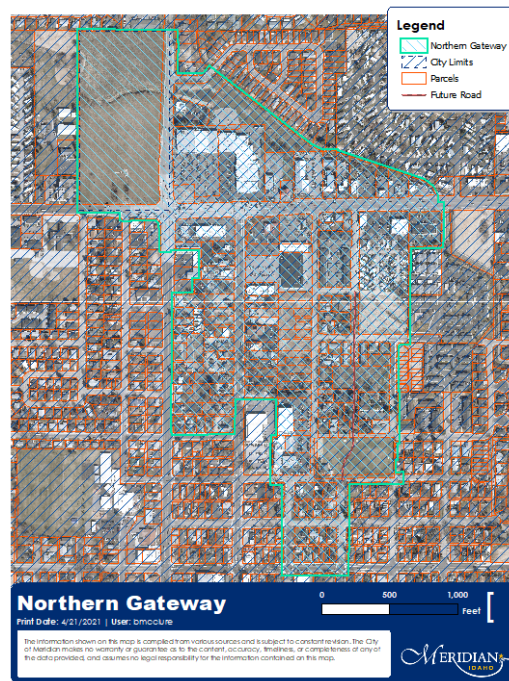 Legend
Northern Gateway
City Limits
Parcels
Future Road
Northern Gateway
Print Date: 4/21/2021 | User: bmcclure
0 500 1,000
Feet
The information shown on this map is compiled from various sources and is subject to constant revision. The City
of Meridian makes no warranty or guarantee as to the content, accuracy, timeliness, or completeness of any of
the data provided, and assumes no legal responsibility for the information contained on this map.
MERIDIAN
IDAHO